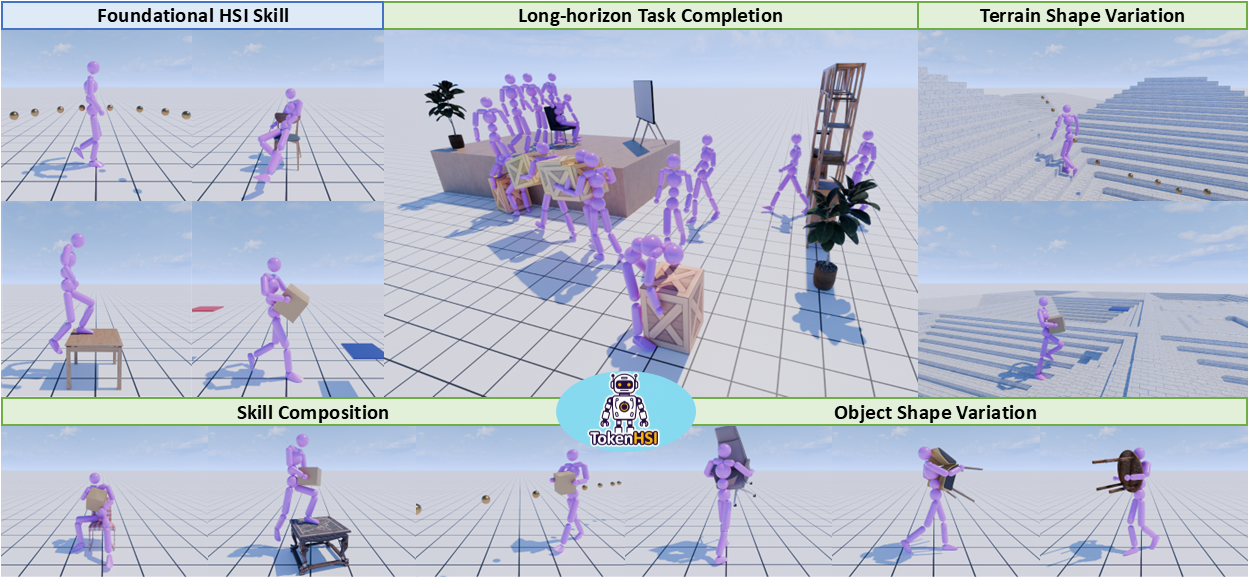 Foundational HSI Skill
Long-horizon Task Completion
Terrain Shape Variation
Skill Composition
TokenHSI
Object Shape Variation